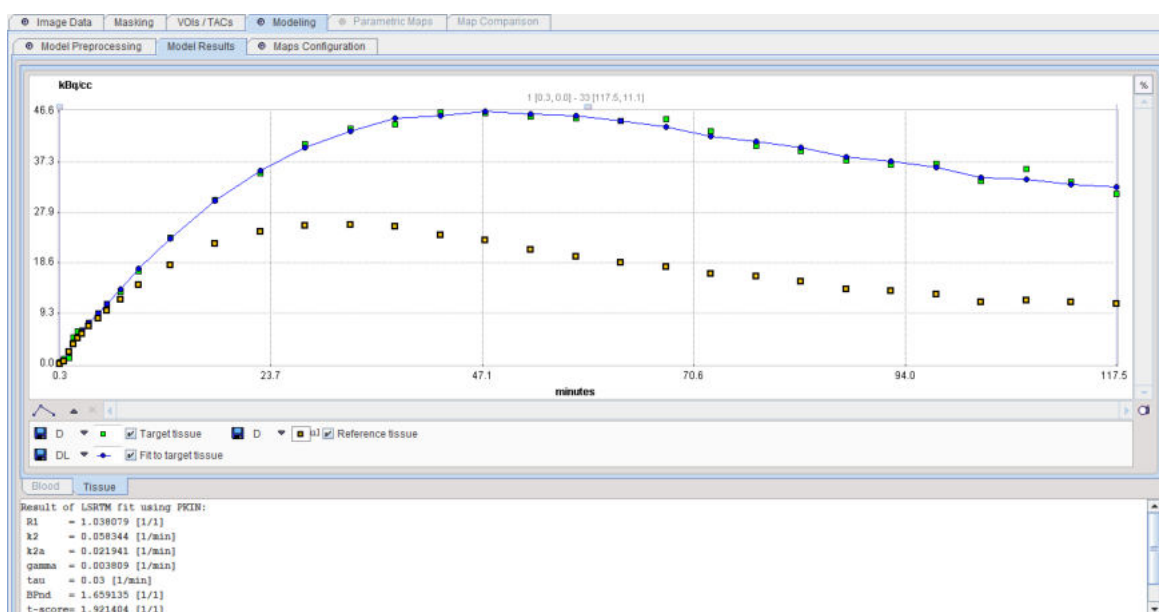 Image Data Masking VOIs / TACs Modeling Parametric Maps Map Comparison
Model Preprocessing Model Results Maps Configuration
kBq/cc %
1 [0.3, 0.0] - 33 [117.5, 11.1]
46.6
37.3
27.9
18.6
9.3
0.0
0.3 23.7 47.1 70.6 94.0 117.5
minutes
D Target tissue D Reference tissue
DL Fit to target tissue
Blood Tissue
Result of LSRTM fit using PKIN:
R1 = 1.038079 [1/1]
k2 = 0.058344 [1/min]
k2a = 0.021941 [1/min]
gamma = 0.003809 [1/min]
tau = 0.03 [1/min]
BPnd = 1.659135 [1/1]
t-score= 1.921404 [1/1]